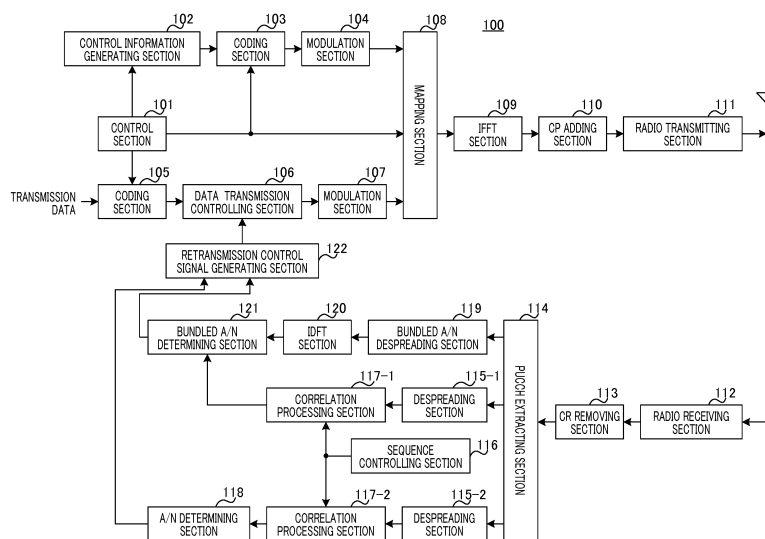 100
102
CONTROL INFORMATION
GENERATING SECTION
103
CODING
SECTION
104
MODULATION
SECTION
108
MAPPING SECTION
101
CONTROL
SECTION
109
IFFT
SECTION
110
CP ADDING
SECTION
111
RADIO TRANSMITTING
SECTION
TRANSMISSION
DATA
105
CODING
SECTION
106
DATA TRANSMISSION
CONTROLLING SECTION
107
MODULATION
SECTION
122
RETRANSMISSION CONTROL
SIGNAL GENERATING SECTION
121
BUNDLED A/N
DETERMINING SECTION
120
IDFT
SECTION
119
BUNDLED A/N
DESPREADING SECTION
114
PUCCH EXTRACTING SECTION
117-1
CORRELATION
PROCESSING SECTION
115-1
DESPREADING
SECTION
113
CR REMOVING
SECTION
112
RADIO RECEIVING
SECTION
SEQUENCE
CONTROLLING SECTION
116
118
A/N DETERMINING
SECTION
117-2
CORRELATION
PROCESSING SECTION
115-2
DESPREADING
SECTION